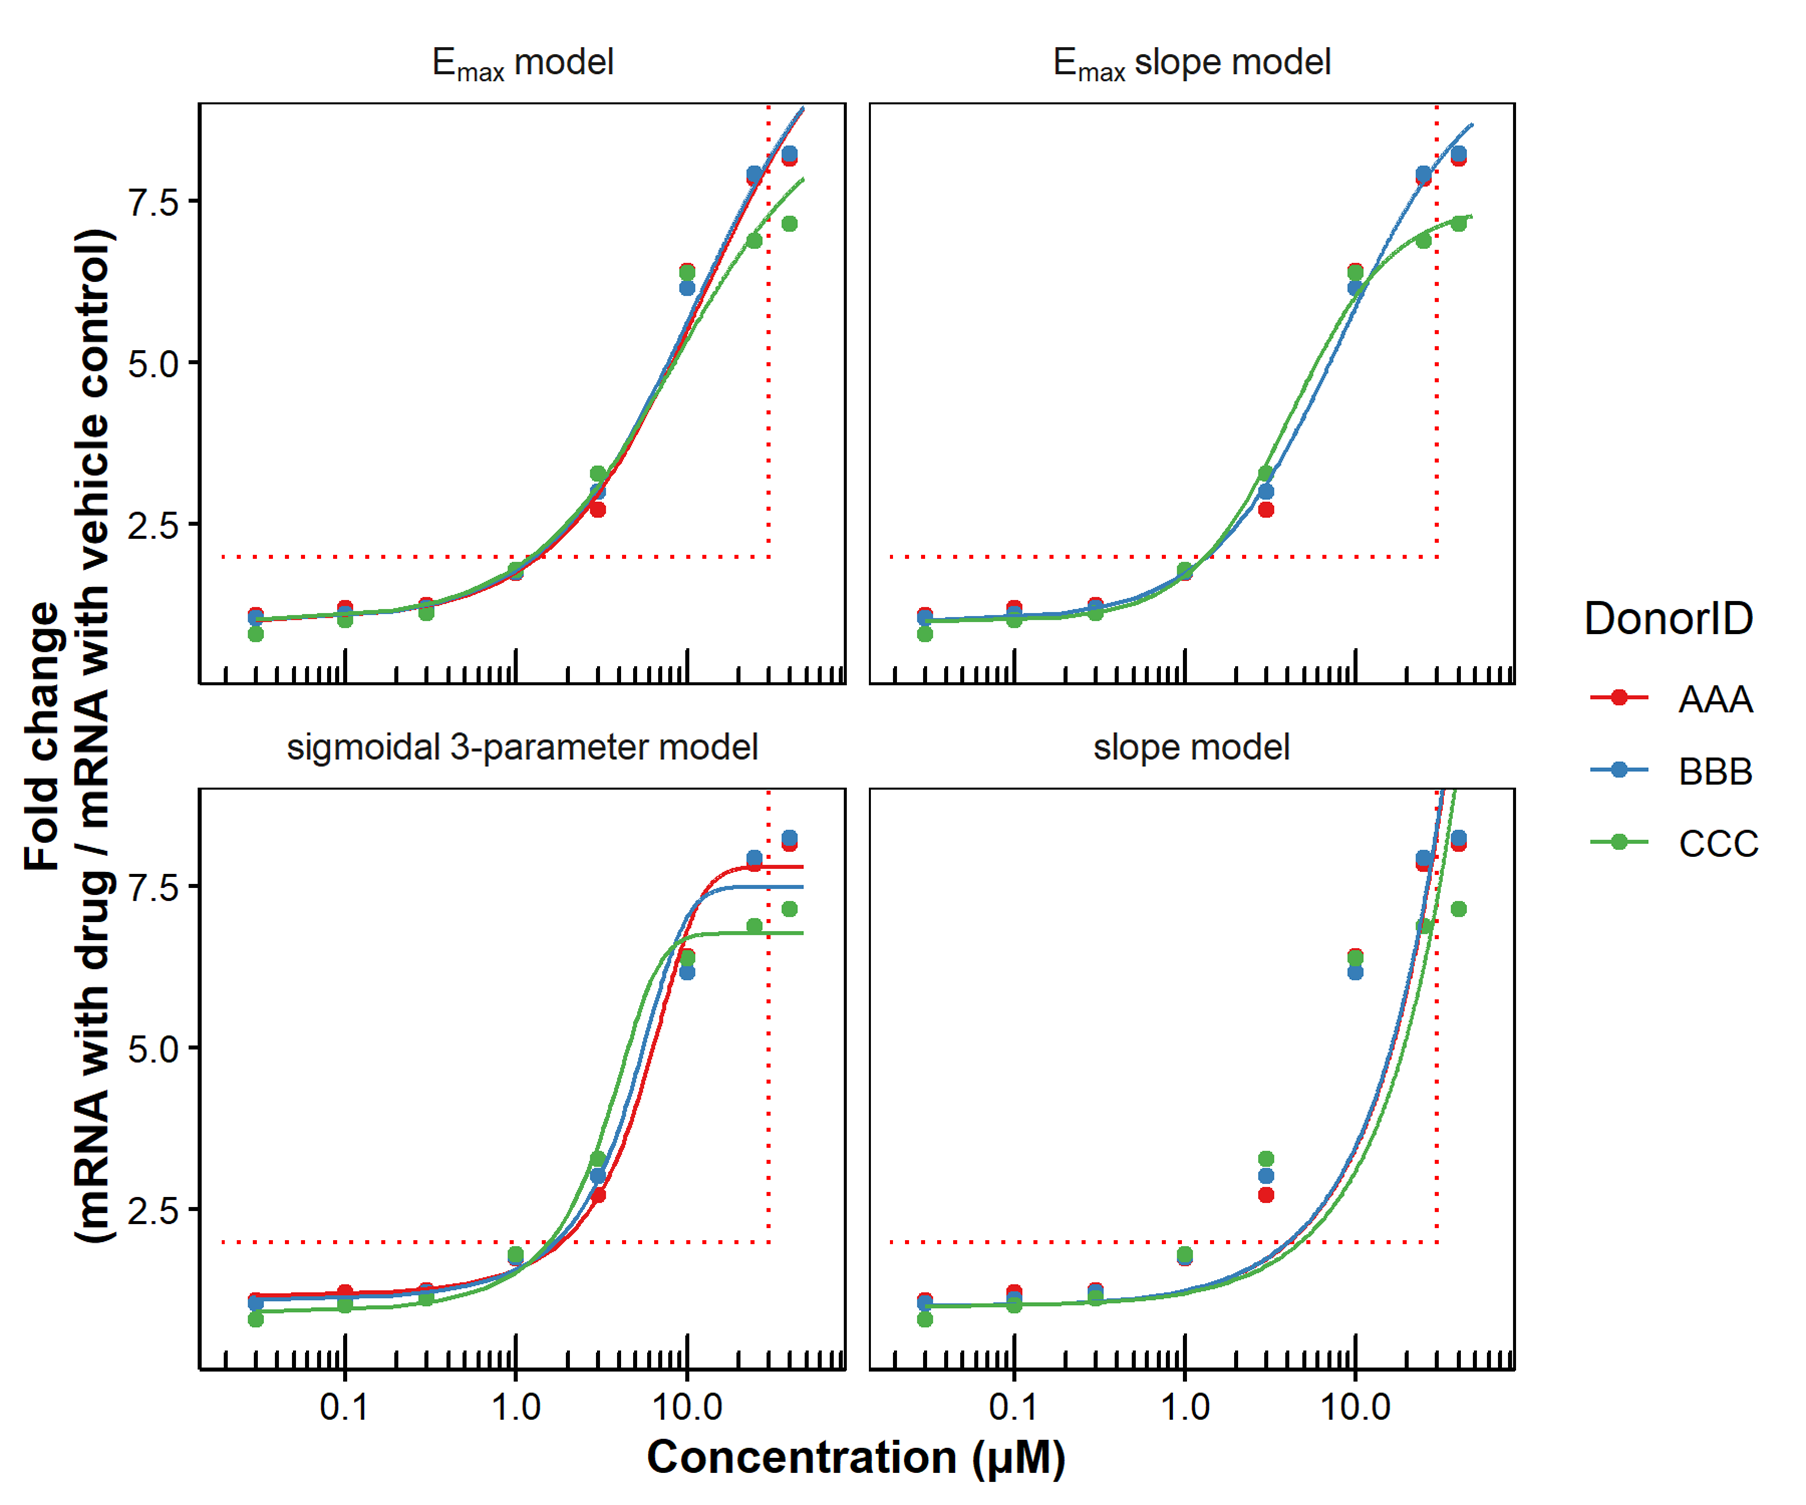 Emax model
Emax slope model
7.5
5.0
2.5
sigmoidal 3-parameter model
slope model
7.5
5.0
2.5
0.1 1.0 10.0
0.1 1.0 10.0
Concentration (µM)
Fold change
(mRNA with drug / mRNA with vehicle control)
DonorID
AAA
BBB
CCC